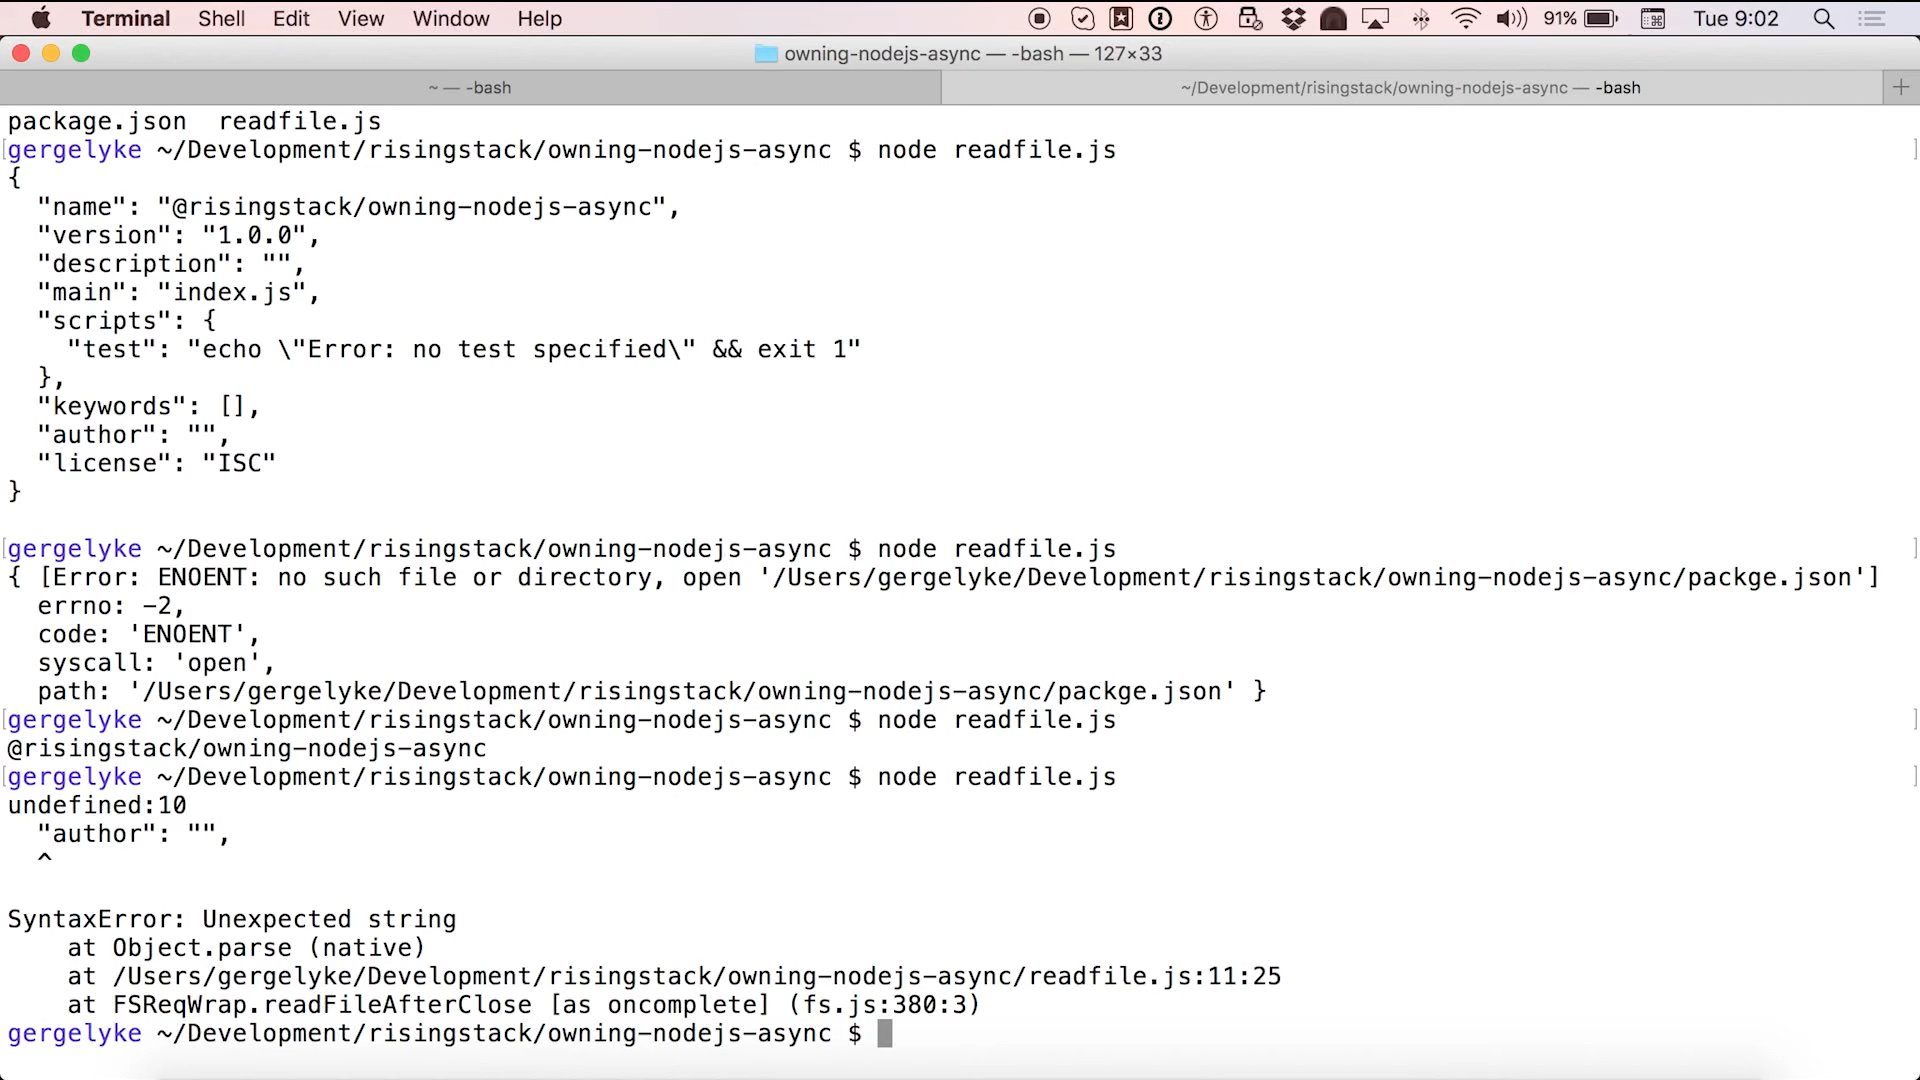 Terminal Shell Edit View Window Help 91% Tue 9:02
owning-nodejs-async — -bash — 127×33
~ — -bash ~/Development/risingstack/owning-nodejs-async — -bash +
package.json  readfile.js
gergelyke ~/Development/risingstack/owning-nodejs-async $ node readfile.js
{
  "name": "@risingstack/owning-nodejs-async",
  "version": "1.0.0",
  "description": "",
  "main": "index.js",
  "scripts": {
    "test": "echo \"Error: no test specified\" && exit 1"
  },
  "keywords": [],
  "author": "",
  "license": "ISC"
}
gergelyke ~/Development/risingstack/owning-nodejs-async $ node readfile.js
{ [Error: ENOENT: no such file or directory, open '/Users/gergelyke/Development/risingstack/owning-nodejs-async/packge.json']
  errno: -2,
  code: 'ENOENT',
  syscall: 'open',
  path: '/Users/gergelyke/Development/risingstack/owning-nodejs-async/packge.json' }
gergelyke ~/Development/risingstack/owning-nodejs-async $ node readfile.js
@risingstack/owning-nodejs-async
gergelyke ~/Development/risingstack/owning-nodejs-async $ node readfile.js
undefined:10
  "author": "",
  ^
SyntaxError: Unexpected string
    at Object.parse (native)
    at /Users/gergelyke/Development/risingstack/owning-nodejs-async/readfile.js:11:25
    at FSReqWrap.readFileAfterClose [as oncomplete] (fs.js:380:3)
gergelyke ~/Development/risingstack/owning-nodejs-async $